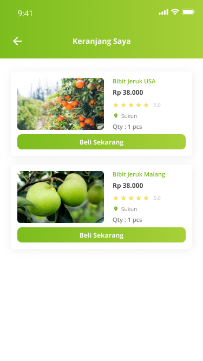 9:41
Keranjang Saya
Bibit Jeruk USA
Rp 38.000
5.0
Sukun
Qty : 1 pcs
Beli Sekarang
Bibit Jeruk Malang
Rp 38.000
5.0
Sukun
Qty : 1 pcs
Beli Sekarang